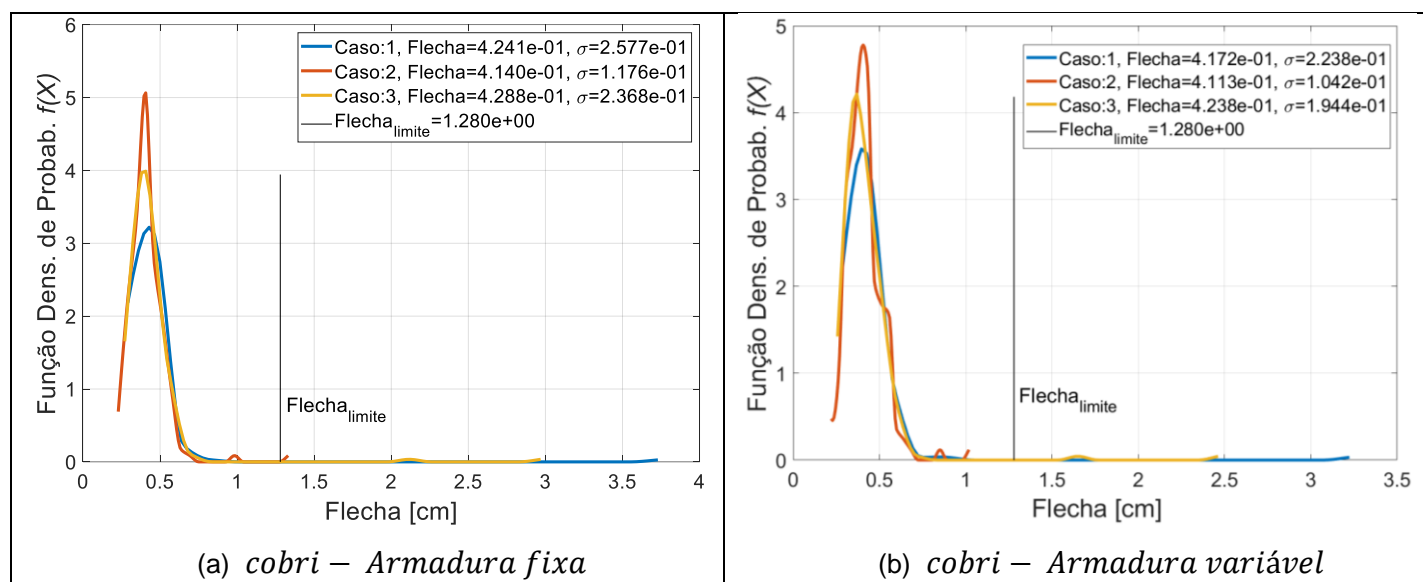 Função Dens. de Probab. f(X)
6
5
4
3
2
1
0
Caso:1, Flecha=4.241e-01, σ=2.577e-01
Caso:2, Flecha=4.140e-01, σ=1.176e-01
Caso:3, Flecha=4.288e-01, σ=2.368e-01
Flecha_limite=1.280e+00
Flecha_limite
0 0.5 1 1.5 2 2.5 3 3.5 4
Flecha [cm]
(a) cobri − Armadura fixa
Função Dens. de Probab. f(X)
5
4
3
2
1
0
Caso:1, Flecha=4.172e-01, σ=2.238e-01
Caso:2, Flecha=4.113e-01, σ=1.042e-01
Caso:3, Flecha=4.238e-01, σ=1.944e-01
Flecha_limite=1.280e+00
Flecha_limite
0 0.5 1 1.5 2 2.5 3 3.5
Flecha [cm]
(b) cobri − Armadura variável